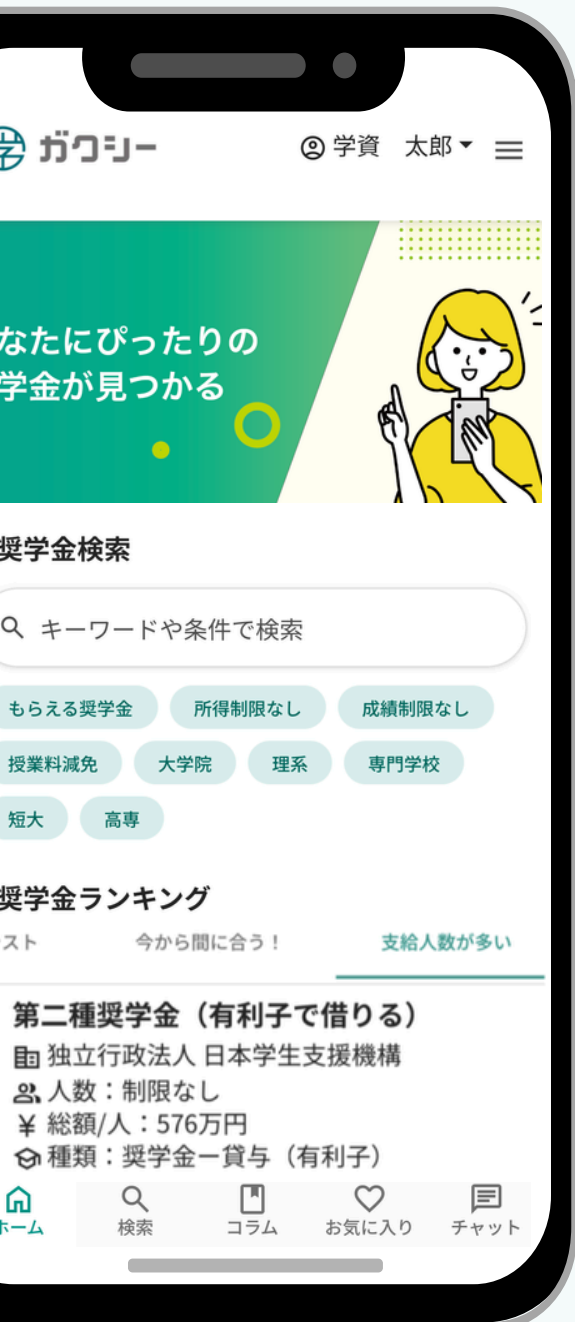 ガクシー 学資 太郎
なたにぴったりの
学金が見つかる
奨学金検索
キーワードや条件で検索
もらえる奨学金 所得制限なし 成績制限なし
授業料減免 大学院 理系 専門学校
短大 高専
奨学金ランキング
スト 今から間に合う！ 支給人数が多い
第二種奨学金（有利子で借りる）
独立行政法人 日本学生支援機構
人数：制限なし
¥ 総額/人：576万円
種類：奨学金ー貸与（有利子）
ホーム 検索 コラム お気に入り チャット